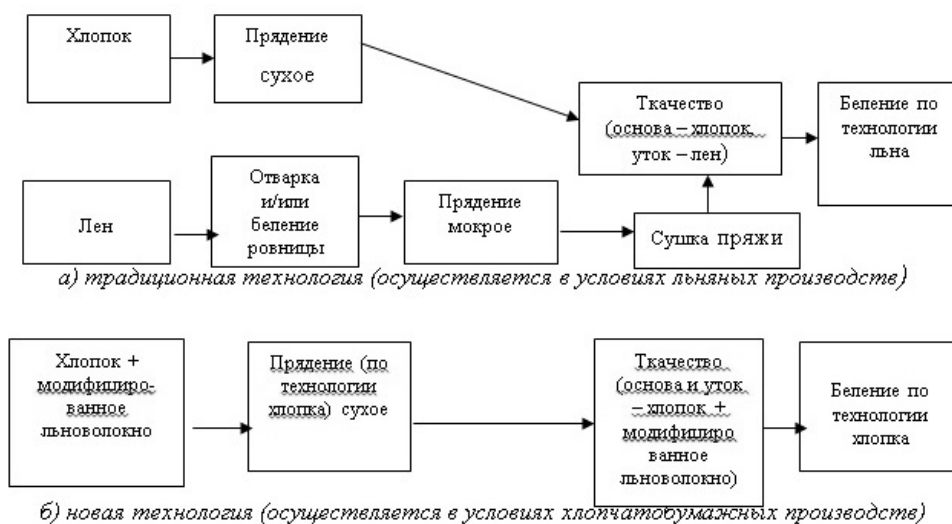 Хлопок
Прядение
сухое
Ткачество
(основа – хлопок,
уток – лен)
Беление по
технологии
льна
Лен
Отварка
и/или
беление
ровницы
Прядение
мокрое
Сушка пряжи
а) традиционная технология (осуществляется в условиях льняных производств)
Хлопок +
модифициро-
ванное
льноволокно
Прядение (по
технологии
хлопка) сухое
Ткачество
(основа и уток
– хлопок +
модифициро
ванное
льноволокно)
Беление по
технологии
хлопка
б) новая технология (осуществляется в условиях хлопчатобумажных производств)